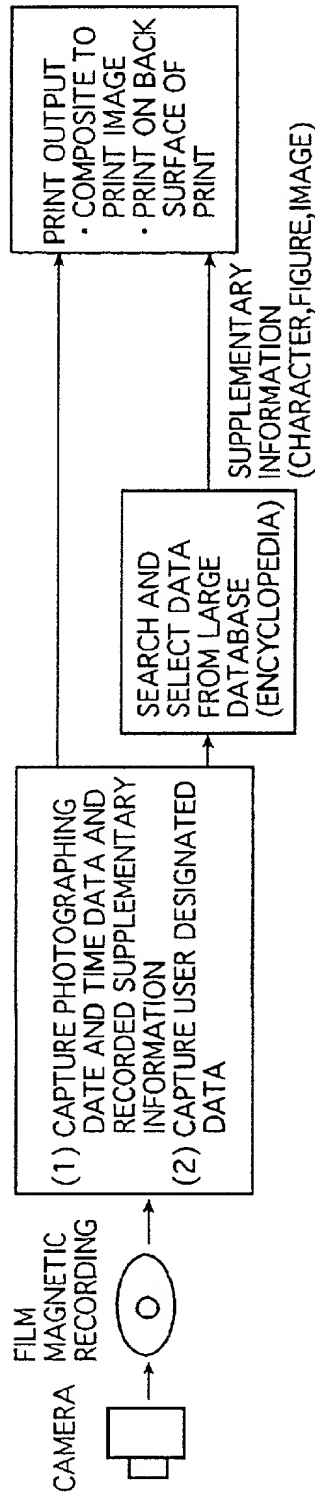 CAMERA
FILM
MAGNETIC
RECORDING
(1) CAPTURE PHOTOGRAPHING
DATE AND TIME DATA AND
RECORDED SUPPLEMENTARY
INFORMATION
(2) CAPTURE USER DESIGNATED
DATA
SEARCH AND
SELECT DATA
FROM LARGE
DATABASE
(ENCYCLOPEDIA)
SUPPLEMENTARY
INFORMATION
(CHARACTER,FIGURE,IMAGE)
PRINT OUTPUT
· COMPOSITE TO
PRINT IMAGE
· PRINT ON BACK
SURFACE OF
PRINT